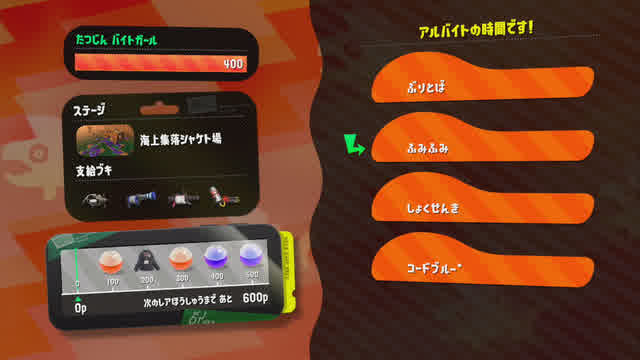 たつじん バイトガール
400
ステージ
海上集落シャケト場
支給ブキ
0 100 200 300 400 500
0p 次のレアほうしゅうまで あと 600p
アルバイトの時間です!
ぶりとば
ふみふみ
しょくせんき
コードブルー゛